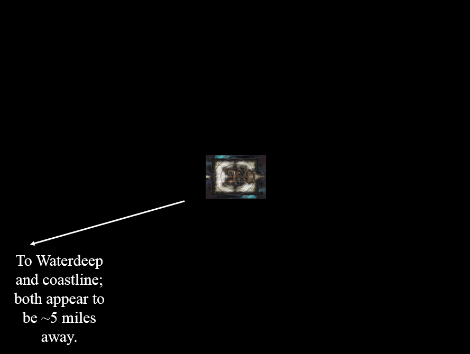 To Waterdeep
and coastline;
both appear to
be ~5 miles
away.